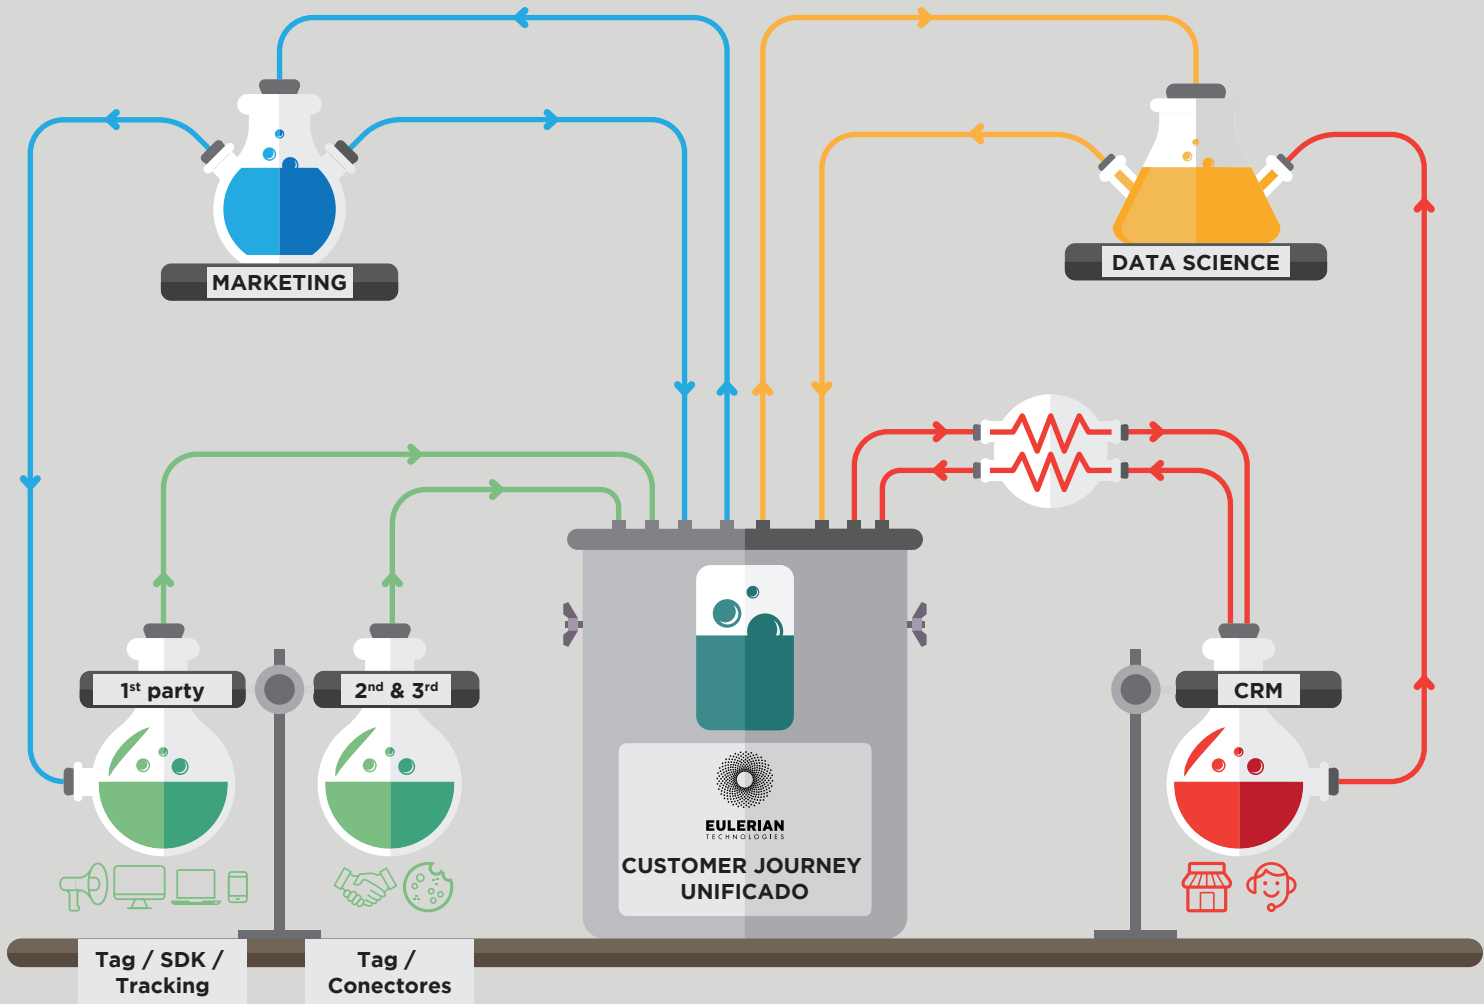 MARKETING
DATA SCIENCE
1st party
2nd & 3rd
CRM
EULERIAN
TECHNOLOGIES
CUSTOMER JOURNEY
UNIFICADO
Tag / SDK /
Tracking
Tag /
Conectores